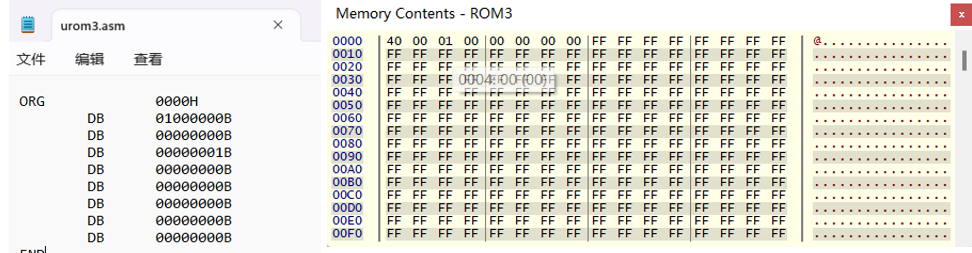 urom3.asm ×
文件 编辑 查看
ORG 0000H
DB 01000000B
DB 00000000B
DB 00000001B
DB 00000000B
DB 00000000B
DB 00000000B
DB 00000000B
DB 00000000B
END
Memory Contents - ROM3 x
0000 40 00 01 00 00 00 00 00 FF FF FF FF FF FF FF FF @...............
0010 FF FF FF FF FF FF FF FF FF FF FF FF FF FF FF FF ................
0020 FF FF FF FF FF FF FF FF FF FF FF FF FF FF FF FF ................
0030 FF FF FF 0004: 00 (00) FF FF FF FF FF FF FF FF FF ................
0040 FF FF FF FF FF FF FF FF FF FF FF FF FF FF FF FF ................
0050 FF FF FF FF FF FF FF FF FF FF FF FF FF FF FF FF ................
0060 FF FF FF FF FF FF FF FF FF FF FF FF FF FF FF FF ................
0070 FF FF FF FF FF FF FF FF FF FF FF FF FF FF FF FF ................
0080 FF FF FF FF FF FF FF FF FF FF FF FF FF FF FF FF ................
0090 FF FF FF FF FF FF FF FF FF FF FF FF FF FF FF FF ................
00A0 FF FF FF FF FF FF FF FF FF FF FF FF FF FF FF FF ................
00B0 FF FF FF FF FF FF FF FF FF FF FF FF FF FF FF FF ................
00C0 FF FF FF FF FF FF FF FF FF FF FF FF FF FF FF FF ................
00D0 FF FF FF FF FF FF FF FF FF FF FF FF FF FF FF FF ................
00E0 FF FF FF FF FF FF FF FF FF FF FF FF FF FF FF FF ................
00F0 FF FF FF FF FF FF FF FF FF FF FF FF FF FF FF FF ................